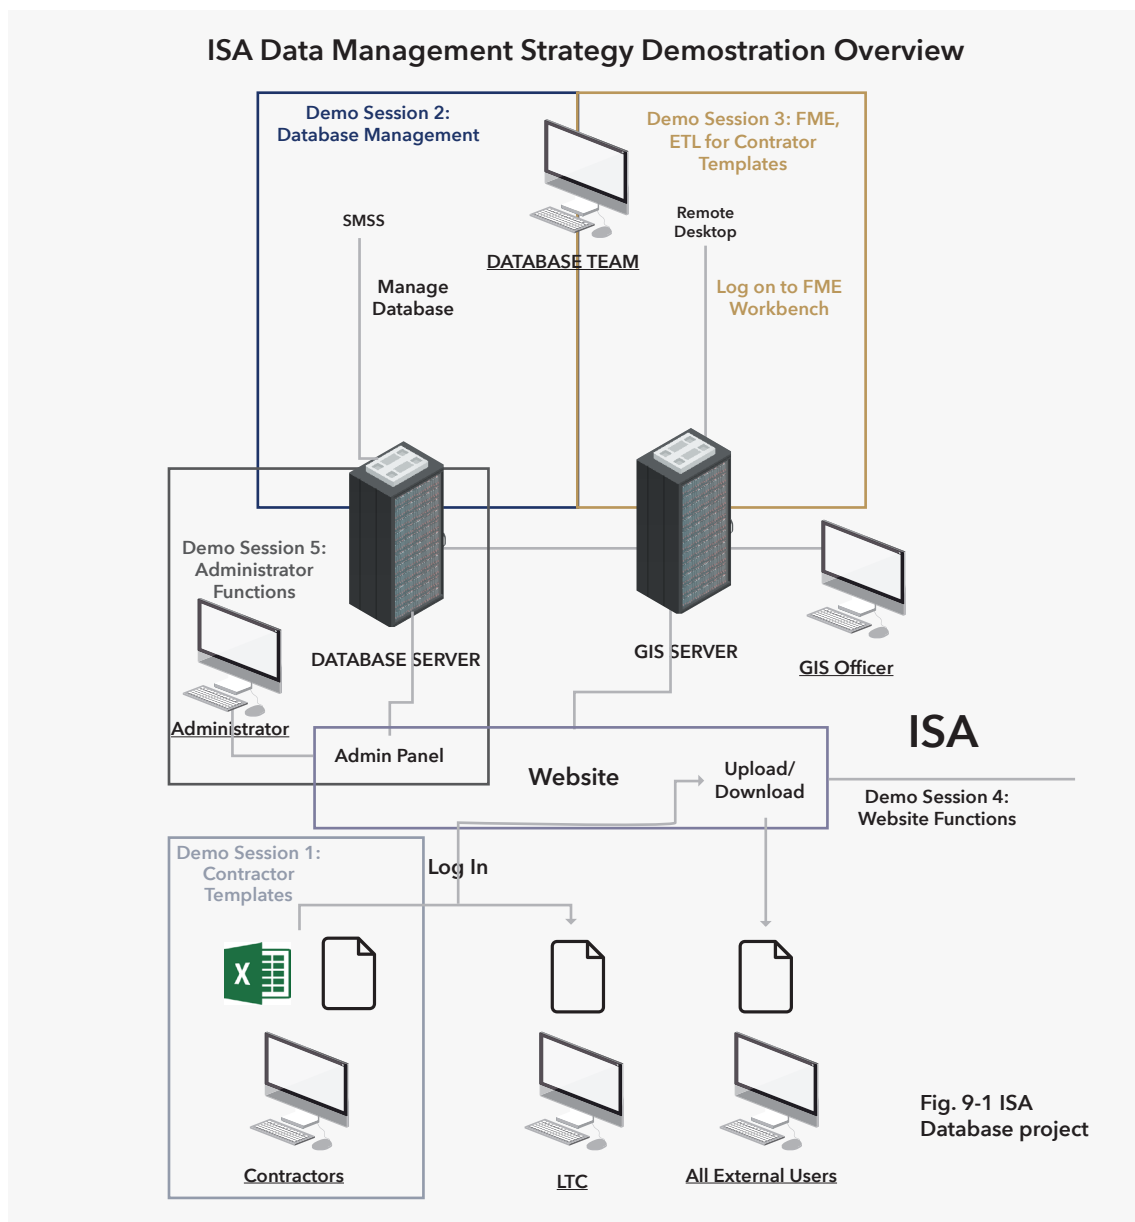 ISA Data Management Strategy Demostration Overview
Demo Session 2:
Database Management
Demo Session 3: FME,
ETL for Contrator
Templates
SMSS
Remote
Desktop
DATABASE TEAM
Manage
Database
Log on to FME
Workbench
Demo Session 5:
Administrator
Functions
DATABASE SERVER
GIS SERVER
GIS Officer
Administrator
ISA
Admin Panel
Website
Upload/
Download
Demo Session 4:
Website Functions
Demo Session 1:
Contractor
Templates
Log In
X
Contractors
LTC
All External Users
Fig. 9-1 ISA
Database project